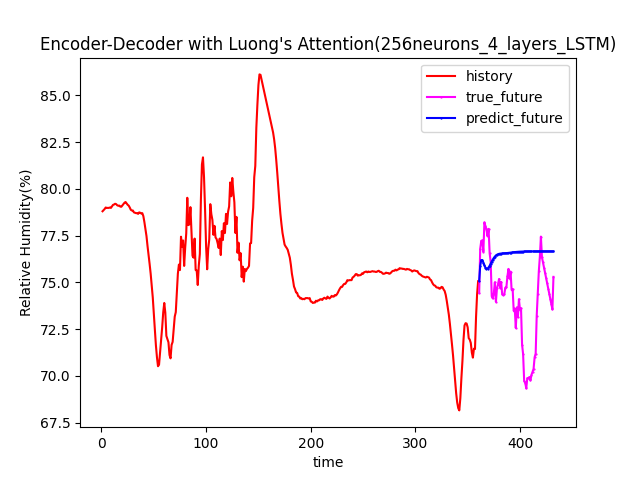 Encoder-Decoder with Luong's Attention(256neurons_4_layers_LSTM)
history
true_future
predict_future
Relative Humidity(%)
85.0
82.5
80.0
77.5
75.0
72.5
70.0
67.5
0 100 200 300 400
time